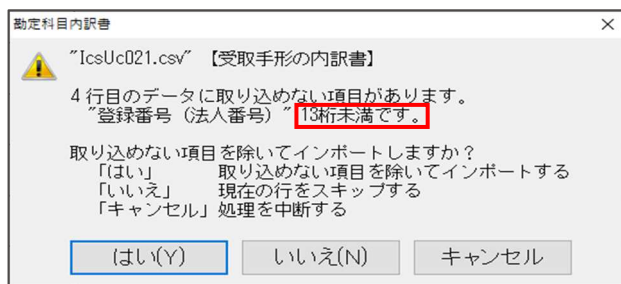 勘定科目内訳書
"IcsUc021.csv" 【受取手形の内訳書】
4行目のデータに取り込めない項目があります。
"登録番号（法人番号）"13桁未満です。
取り込めない項目を除いてインポートしますか？
「はい」 取り込めない項目を除いてインポートする
「いいえ」 現在の行をスキップする
「キャンセル」処理を中断する
はい(Y) いいえ(N) キャンセル